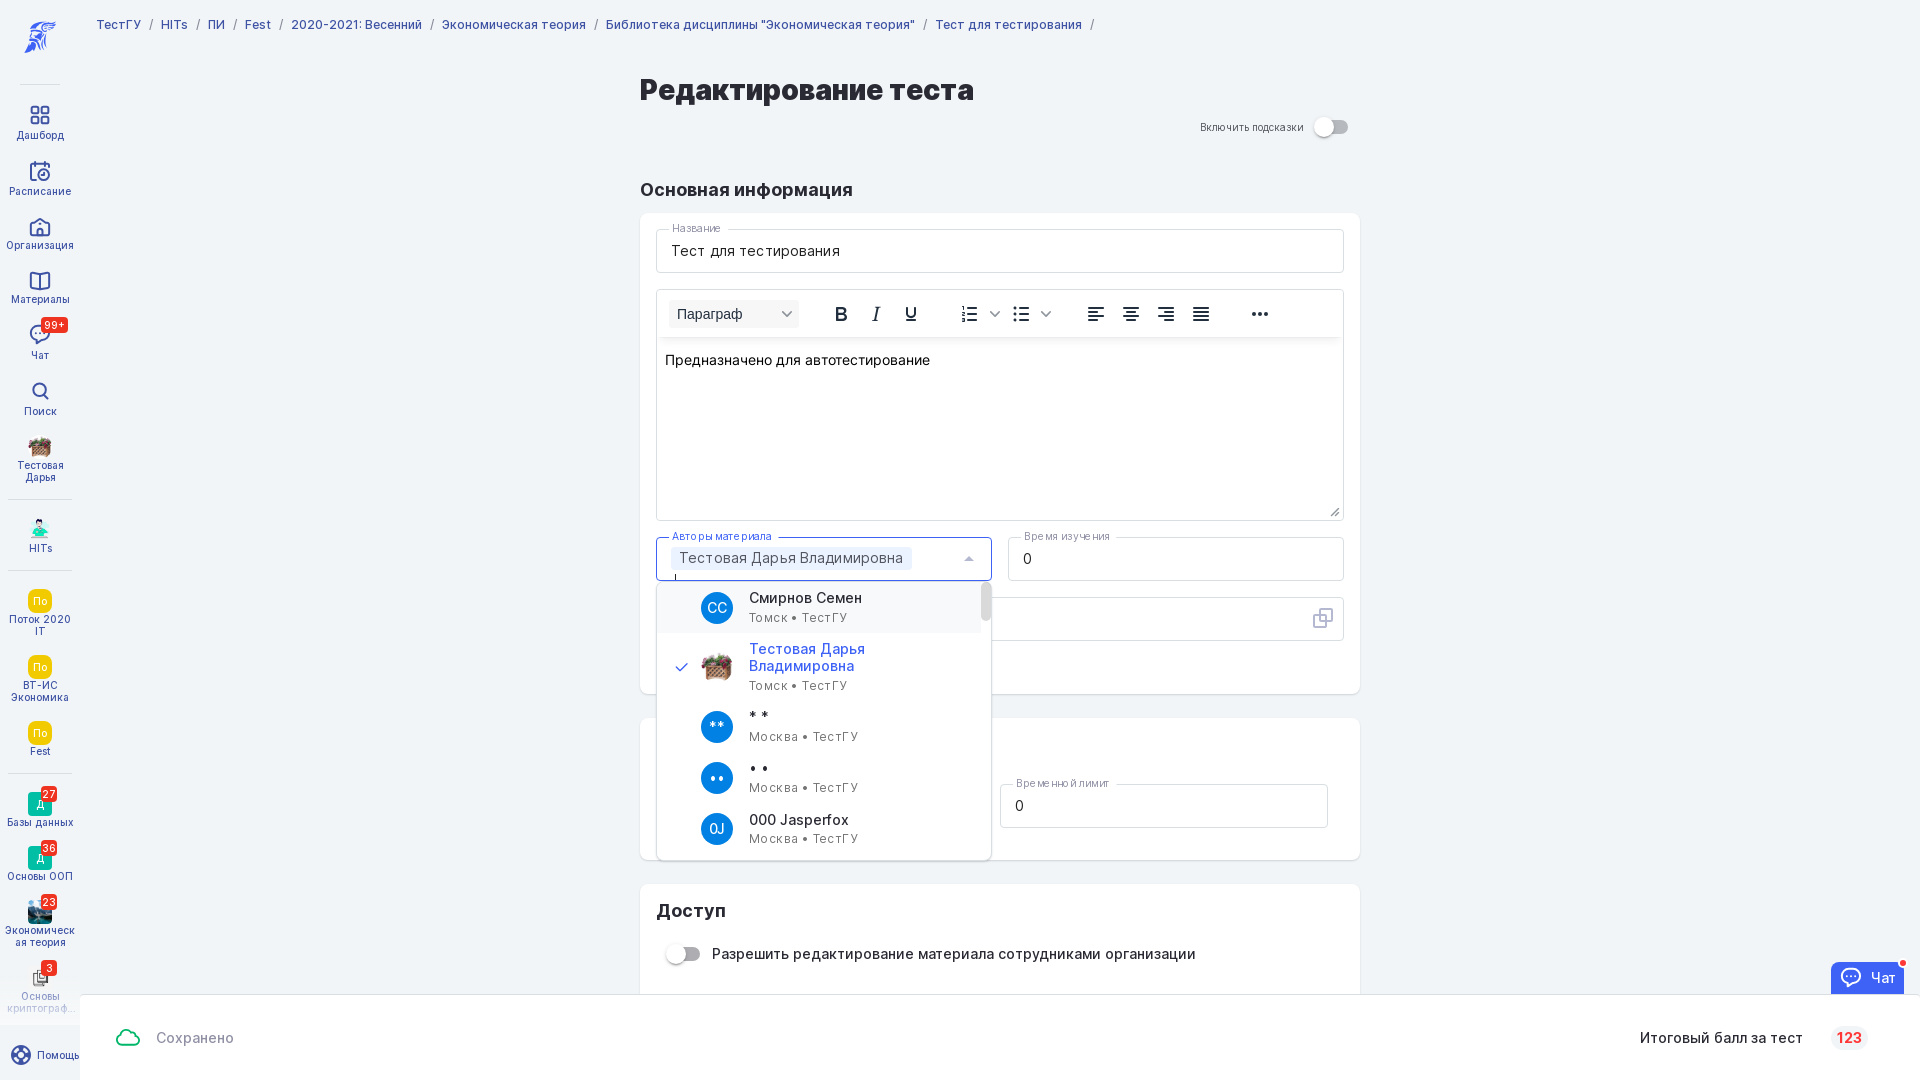 ТестГУ / HITs / ПИ / Fest / 2020-2021: Весенний / Экономическая теория / Библиотека дисциплины "Экономическая теория" / Тест для тестирования /
Редактирование теста
Включить подсказки
Основная информация
Название
Тест для тестирования
Параграф
Предназначено для автотестирование
Авторы материала
Тестовая Дарья Владимировна
Время изучения
0
СС
Смирнов Семен
Томск • ТестГУ
Тестовая Дарья
Владимировна
Томск • ТестГУ
**
* *
Москва • ТестГУ
••
• •
Москва • ТестГУ
0J
000 Jasperfox
Москва • ТестГУ
Временной лимит
0
Доступ
Разрешить редактирование материала сотрудниками организации
Сохранено
Итоговый балл за тест
123
Чат
Дашборд
Расписание
Организация
Материалы
99+
Чат
Поиск
Тестовая
Дарья
HITs
По
Поток 2020
IT
По
ВТ-ИС
Экономика
По
Fest
27
Д
Базы данных
36
Д
Основы ООП
23
Экономическ
ая теория
3
Основы
криптограф...
Помощь